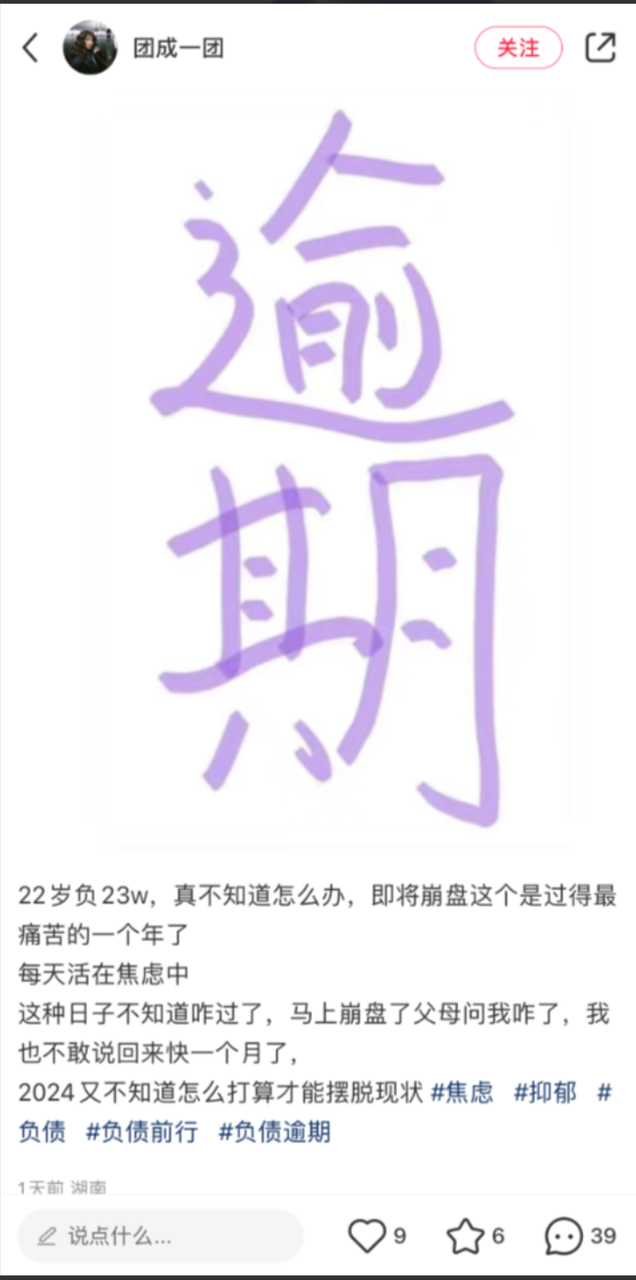 团成一团
关注
逾
期
22岁负23w，真不知道怎么办，即将崩盘这个是过得最
痛苦的一个年了
每天活在焦虑中
这种日子不知道咋过了，马上崩盘了父母问我咋了，我
也不敢说回来快一个月了，
2024又不知道怎么打算才能摆脱现状 #焦虑 #抑郁 #
负债 #负债前行 #负债逾期
1天前 湖南
说点什么...
9
6
39